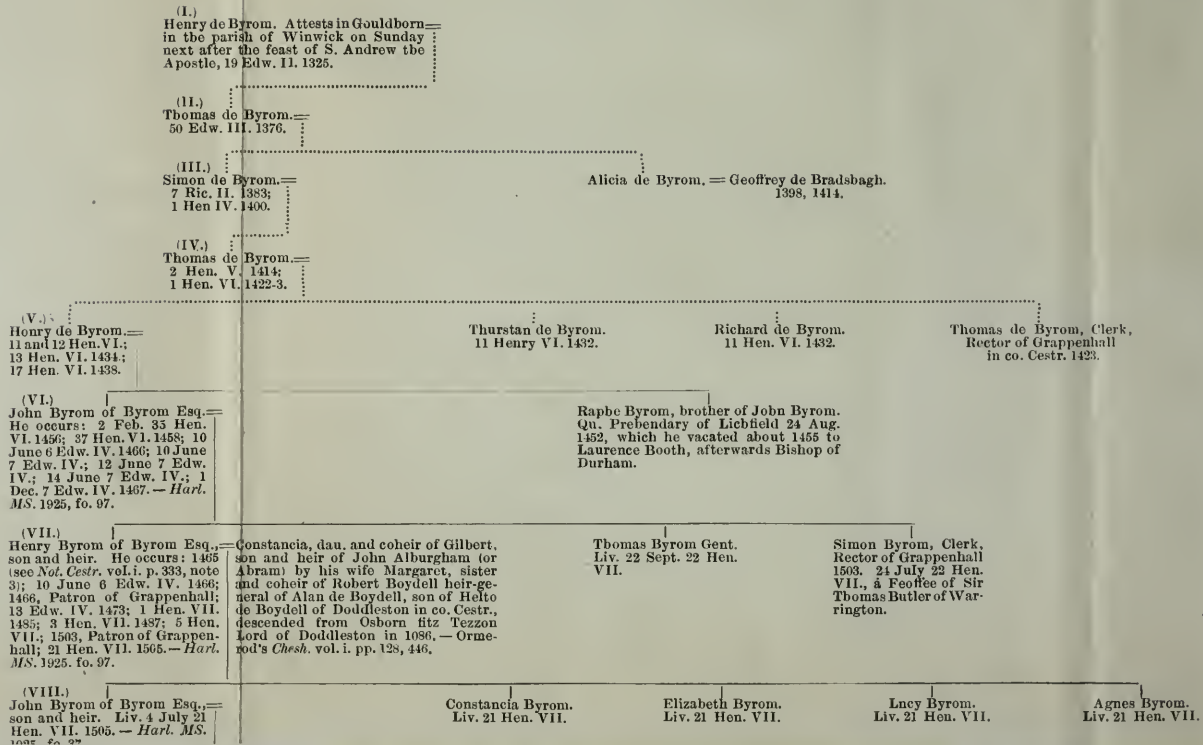 (I.)
Henry de Byrom. Attests in Gouldborn=
in tbe parish of Winwick on Sunday
next after the feast of S. Andrew tbe
Apostle, 19 Edw. II. 1325.
(II.)
Tbomas de Byrom.=
50 Edw. III. 1376.
(III.)
Simon de Byrom.=
7 Ric. II. 1383;
1 Hen IV. 1400.
Alicia de Byrom. = Geoffrey de Bradsbagh.
1398, 1414.
(IV.)
Thomas de Byrom.=
2 Hen. V. 1414;
1 Hen. VI. 1422-3.
(V.)
Honry de Byrom.=
11 and 12 Hen. VI.;
13 Hen. VI. 1434.;
17 Hen. VI. 1438.
Thurstan de Byrom.
11 Henry VI. 1432.
Richard de Byrom.
11 Hen. VI. 1432.
Thomas de Byrom, Clerk,
Rector of Grappenhall
in co. Cestr. 1423.
(VI.)
John Byrom of Byrom Esq.=
He occurs: 2 Feb. 35 Hen.
VI. 1456; 37 Hen. VI. 1458; 10
June 6 Edw. IV. 1466; 10 June
7 Edw. IV.; 12 June 7 Edw.
IV.; 14 June 7 Edw. IV.; 1
Dec. 7 Edw. IV. 1467. — Harl.
MS. 1925, fo. 97.
Rapbe Byrom, brother of Jobn Byrom.
Qu. Prebendary of Licbfield 24 Aug.
1452, which he vacated about 1455 to
Laurence Booth, afterwards Bishop of
Durham.
(VII.)
Henry Byrom of Byrom Esq.,=
son and heir. He occurs: 1465
(see Not. Cestr. vol. i. p. 333, note
3); 10 June 6 Edw. IV. 1466;
1466, Patron of Grappenhall;
13 Edw. IV. 1473; 1 Hen. VII.
1485; 3 Hen. VII. 1487; 5 Hen.
VII.; 1503, Patron of Grappen-
hall; 21 Hen. VII. 1505. — Harl.
MS. 1925. fo. 97.
Constancia, dau. and coheir of Gilbert,
son and heir of John Alburgham (or
Abram) by his wife Margaret, sister
and coheir of Robert Boydell heir-ge-
neral of Alan de Boydell, son of Helto
de Boydell of Doddleston in co. Cestr.,
descended from Osborn fitz Tezzon
Lord of Doddleston in 1086. — Orme-
rod's Chesh. vol. i. pp. 128, 446.
Thomas Byrom Gent.
Liv. 22 Sept. 22 Hen.
VII.
Simon Byrom, Clerk,
Rector of Grappenhall
1503. 24 July 22 Hen.
VII., a Feoffee of Sir
Thomas Butler of War-
rington.
(VIII.)
John Byrom of Byrom Esq.,=
son and heir. Liv. 4 July 21
Hen. VII. 1505. — Harl. MS.
Constancia Byrom.
Liv. 21 Hen. VII.
Elizabeth Byrom.
Liv. 21 Hen. VII.
Lncy Byrom.
Liv. 21 Hen. VII.
Agnes Byrom.
Liv. 21 Hen. VII.